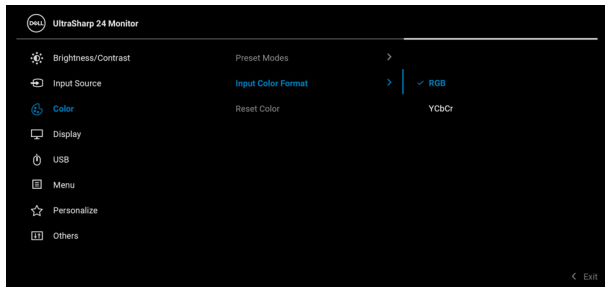 DELL UltraSharp 24 Monitor
Brightness/Contrast Preset Modes >
Input Source Input Color Format > ✓ RGB
Color Reset Color YCbCr
Display
USB
Menu
Personalize
Others
< Exit